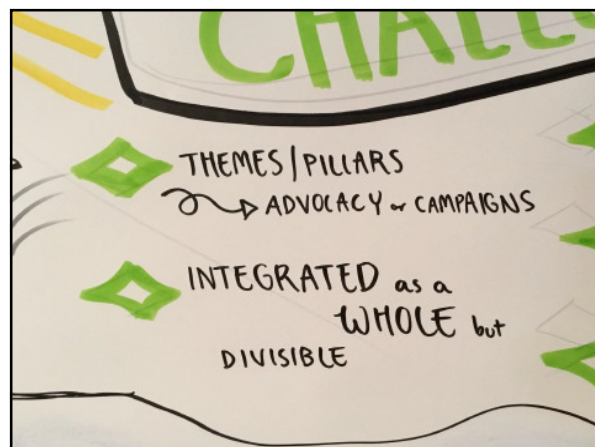 THEMES/PILLARS
ADVOCACY or CAMPAIGNS
INTEGRATED as a
WHOLE but
DIVISIBLE